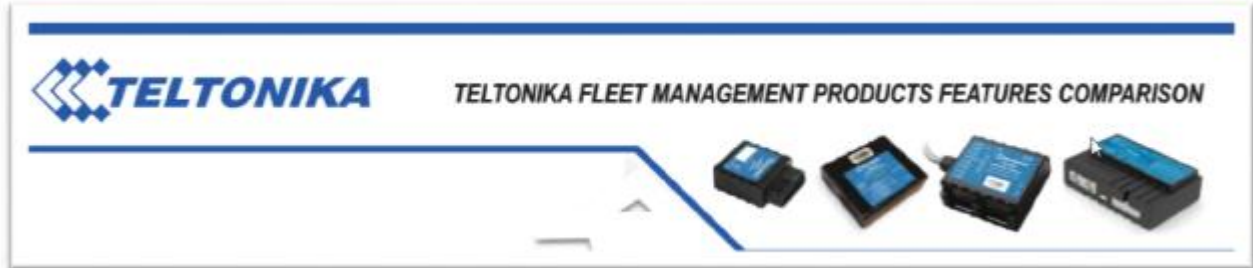 TELTONIKA
TELTONIKA FLEET MANAGEMENT PRODUCTS FEATURES COMPARISON